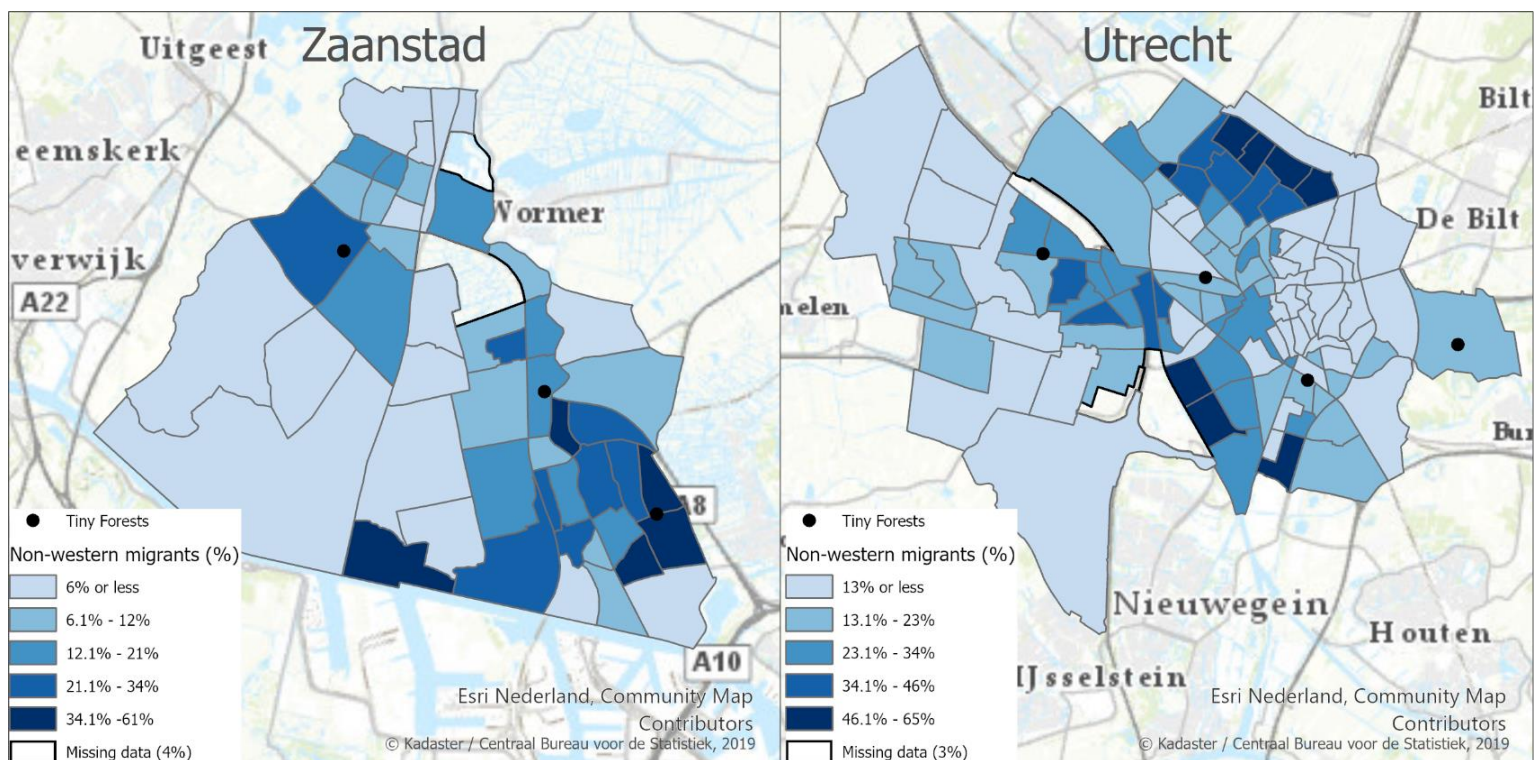 Zaanstad
Uitgeest
eemskerk
Wormer
verwijk
A22
A8
A10
Tiny Forests
Non-western migrants (%)
6% or less
6.1% - 12%
12.1% - 21%
21.1% - 34%
34.1% -61%
Missing data (4%)
Esri Nederland, Community Map
Contributors
© Kadaster / Centraal Bureau voor de Statistiek, 2019
Utrecht
Bilt
De Bilt
melen
Bun
Nieuwegein
Houten
IJsselstein
Tiny Forests
Non-western migrants (%)
13% or less
13.1% - 23%
23.1% - 34%
34.1% - 46%
46.1% - 65%
Missing data (3%)
Esri Nederland, Community Map
Contributors
© Kadaster / Centraal Bureau voor de Statistiek, 2019